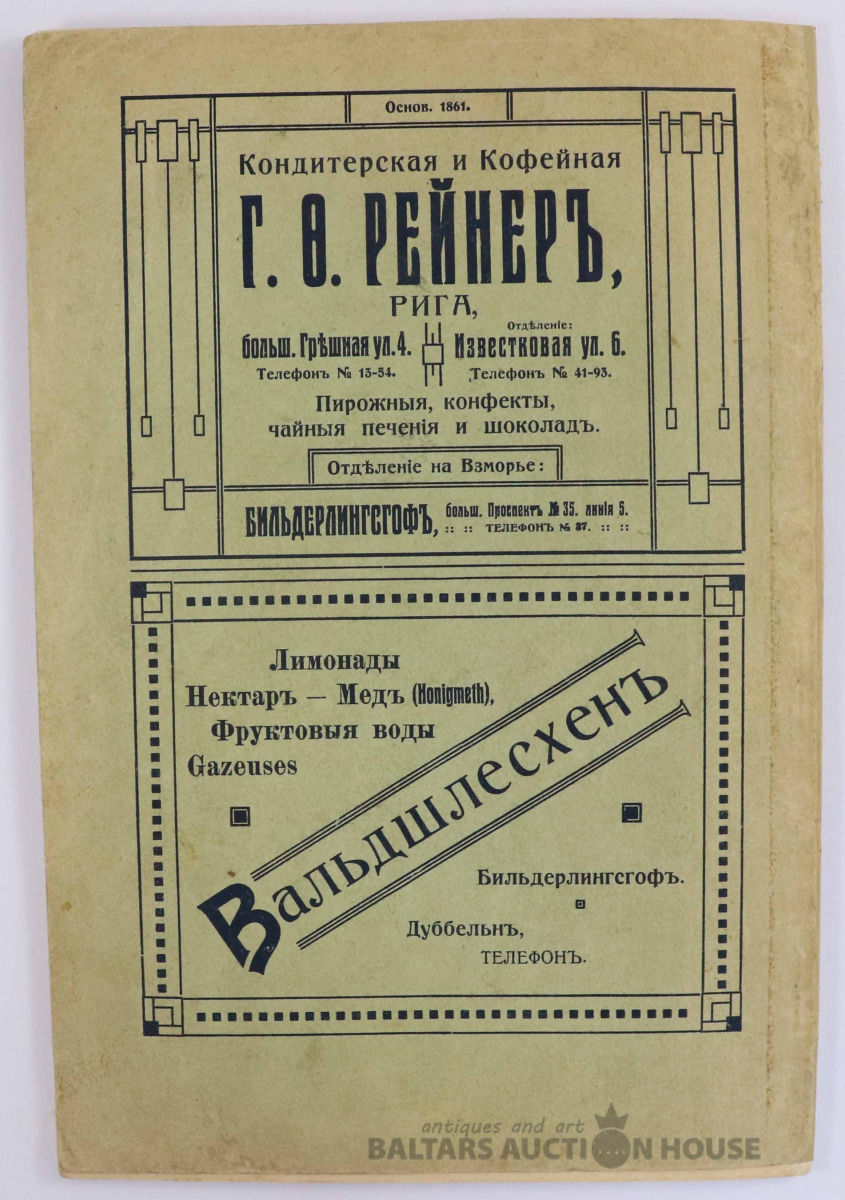 Основ. 1861.
Кондитерская и Кофейная
Г. Ѳ. РЕЙНЕРЪ,
РИГА,
больш. Грѣшная ул. 4.
Телефонъ № 13-54.
Отдѣленіе:
Известковая ул. 6.
Телефонъ № 41-93.
Пирожныя, конфекты,
чайныя печенія и шоколадъ.
Отдѣленіе на Взморье:
БИЛЬДЕРЛИНГСГОФЪ,
больш. Проспектъ № 35. линія 5.
:: :: ТЕЛЕФОНЪ № 37. :: ::
Лимонады
Нектаръ — Медъ (Honigmeth),
Фруктовыя воды
Gazeuses
Вальдшлесхенъ
Бильдерлингсгофъ.
Дуббельнъ,
ТЕЛЕФОНЪ.
antiques and art
BALTARS AUCTION HOUSE